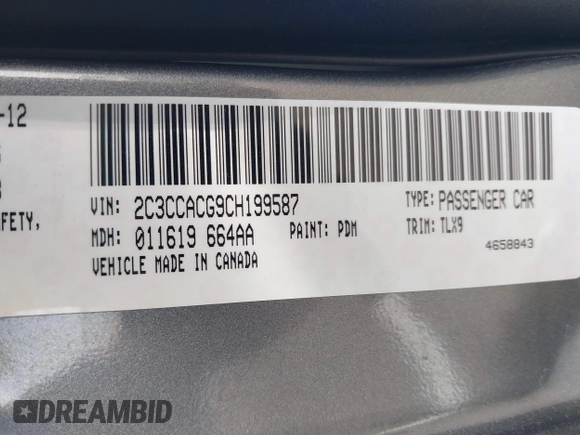 -12
AFETY,
VIN: 2C3CCACG9CH199587
TYPE: PASSENGER CAR
MDH: 011619 664AA
PAINT: PDM
TRIM: TLX9
VEHICLE MADE IN CANADA
4658843
DREAMBID